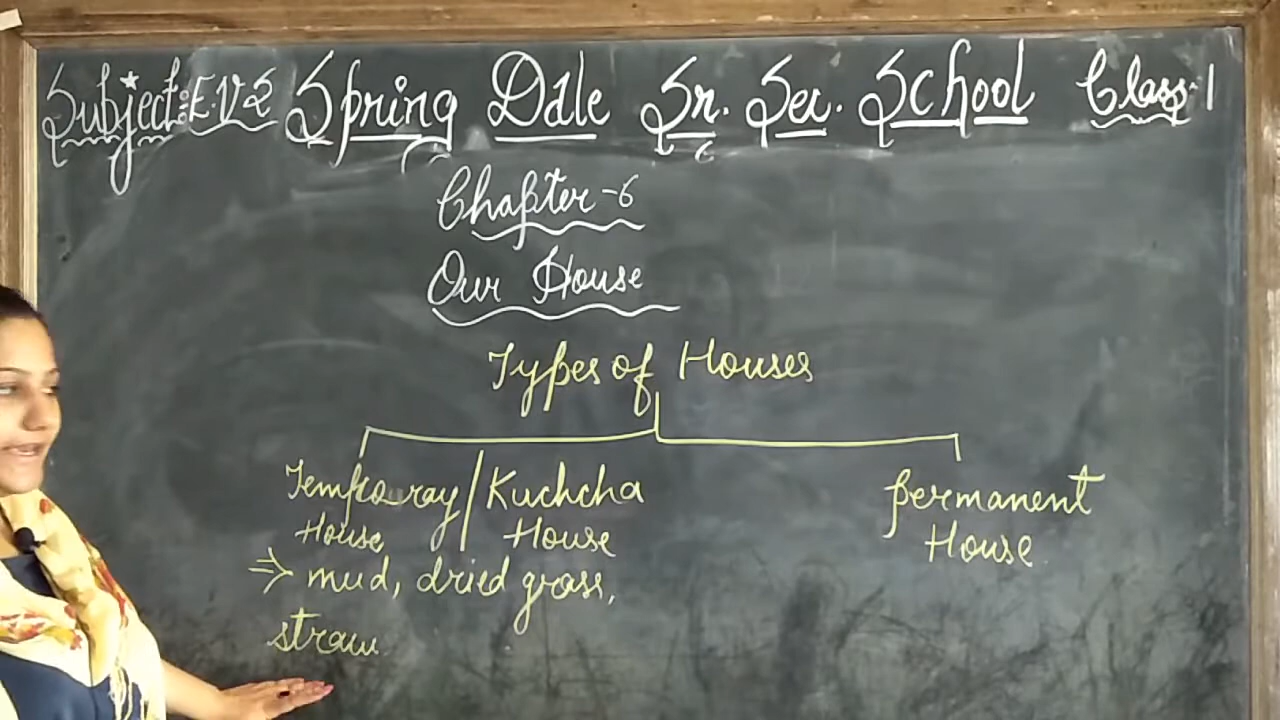 Subject:E.V.S Spring Dale Sr. Sec. School Class-1
Chapter-6
Our House
Types of Houses
Temporay House / Kuchcha House
permanent House
⇒ mud, dried grass,
straw